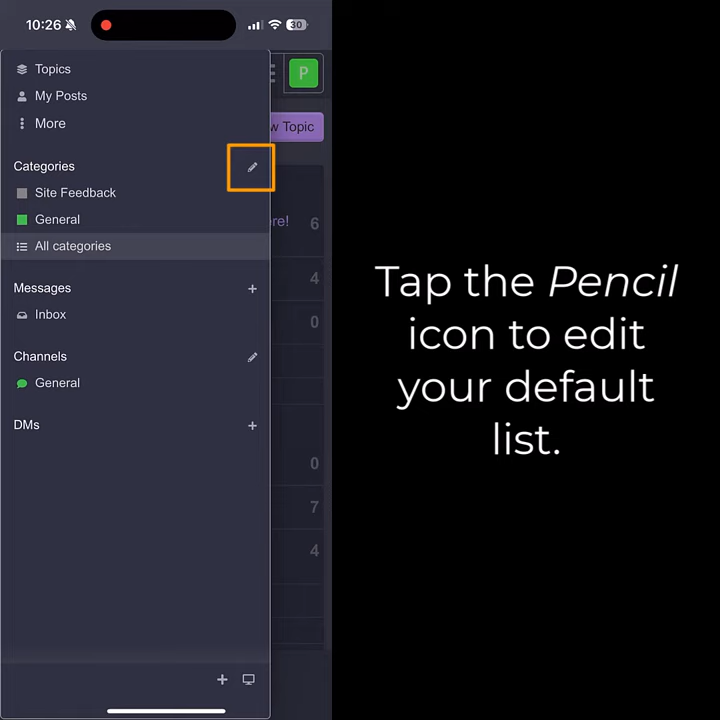 10:26
30
Topics
My Posts
More
P
w Topic
Categories
Site Feedback
General
ere!
6
All categories
4
Messages
Inbox
0
Channels
General
DMs
0
7
4
Tap the Pencil
icon to edit
your default
list.